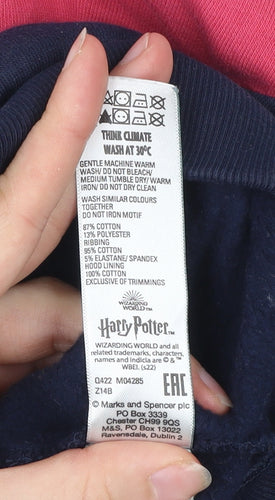 THINK CLIMATE
WASH AT 30°C
GENTLE MACHINE WARM
WASH/ DO NOT BLEACH/
MEDIUM TUMBLE DRY/ WARM
IRON/ DO NOT DRY CLEAN
WASH SIMILAR COLOURS
TOGETHER
DO NOT IRON MOTIF
87% COTTON
13% POLYESTER
RIBBING
95% COTTON
5% ELASTANE/ SPANDEX
HOOD LINING
100% COTTON
EXCLUSIVE OF TRIMMINGS
WIZARDING
WORLD™
Harry Potter™
WIZARDING WORLD and all
related trademarks, characters,
names and indicia are © & ™
WBEI. (s22)
Q422 M04285
Z14B
EAC
© Marks and Spencer plc
PO BOX 3339
Chester CH99 9QS
M&S, PO Box 13022
Ravensdale, Dublin 2